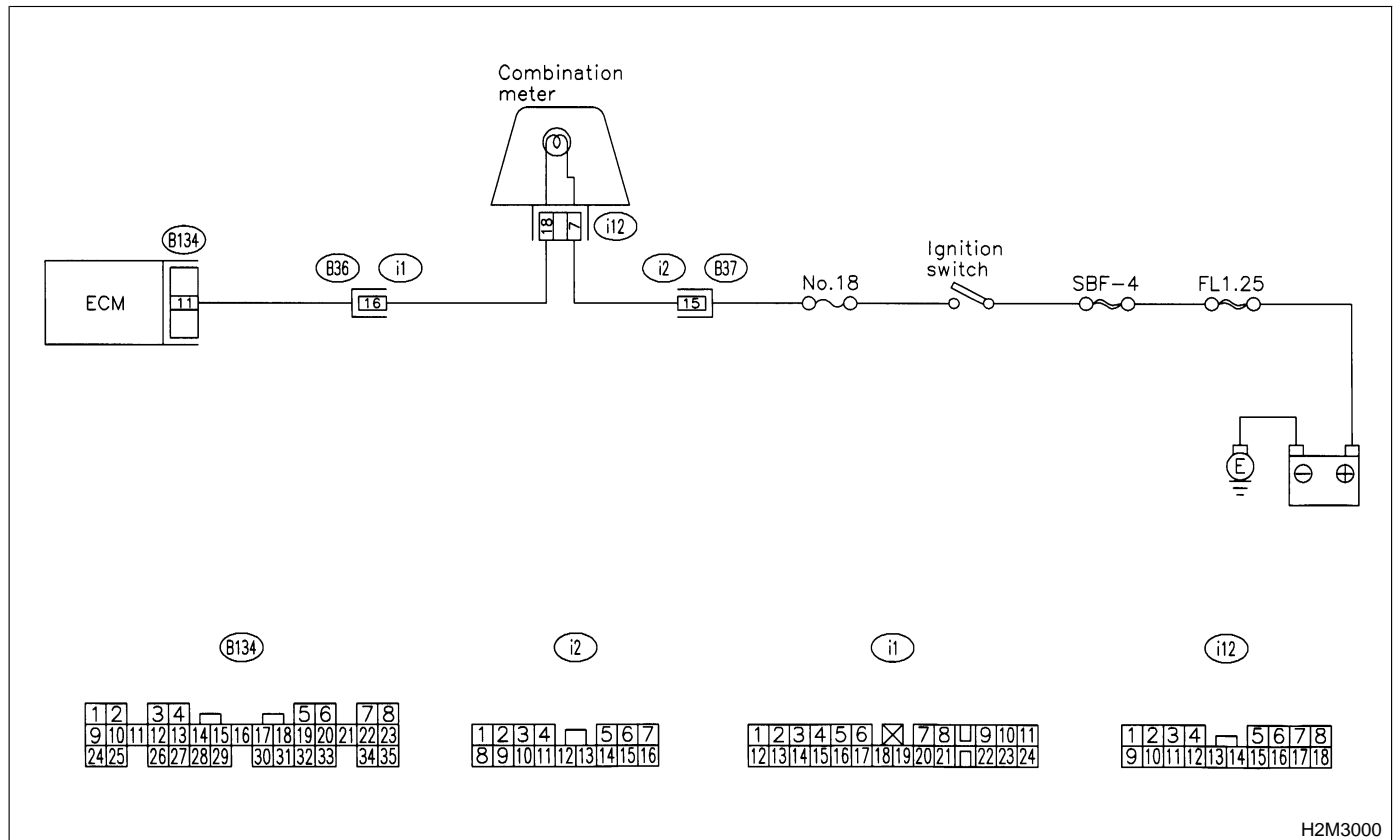 Combination
meter
18 7
i12
B134
B36 i1
i2 B37
Ignition
switch
No.18
SBF-4
FL1.25
ECM
11
16
15
E
⊖ ⊕
B134
i2
i1
i12
1 2 3 4 5 6 7 8
9 10 11 12 13 14 15 16 17 18 19 20 21 22 23
24 25 26 27 28 29 30 31 32 33 34 35
1 2 3 4 5 6 7
8 9 10 11 12 13 14 15 16
1 2 3 4 5 6 7 8 9 10 11
12 13 14 15 16 17 18 19 20 21 22 23 24
1 2 3 4 5 6 7 8
9 10 11 12 13 14 15 16 17 18
H2M3000